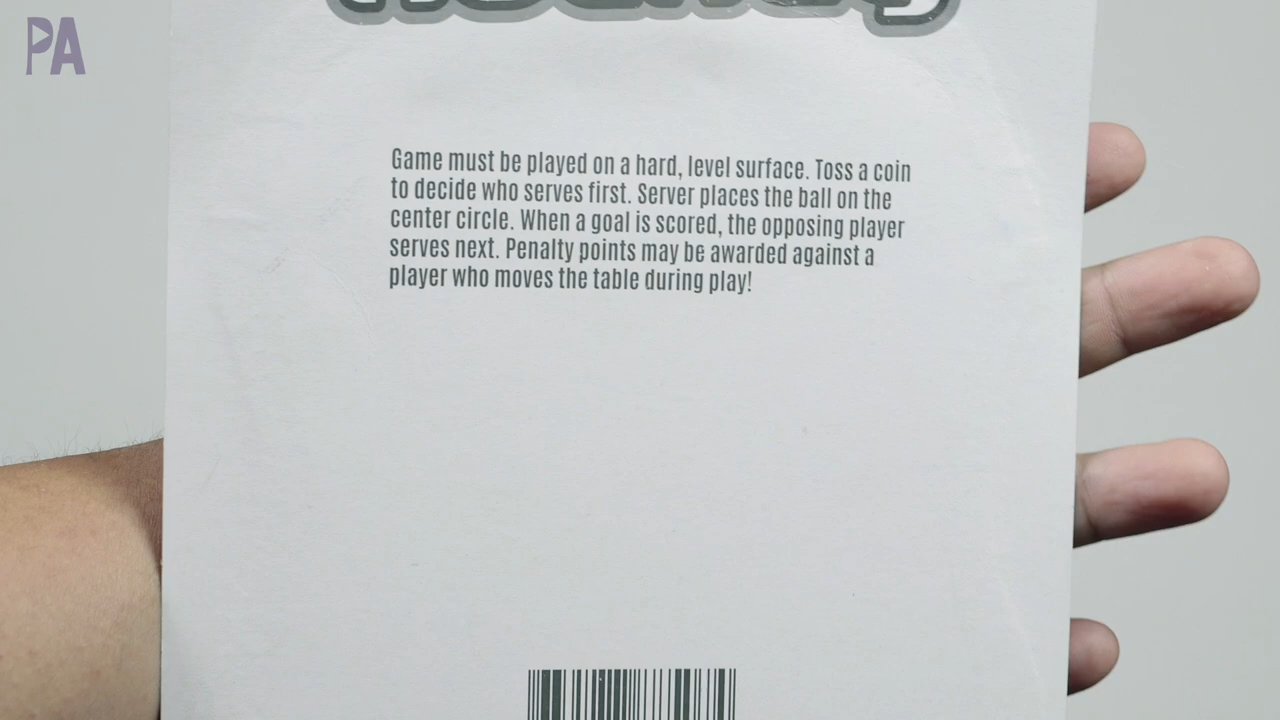 PA
Game must be played on a hard, level surface. Toss a coin
to decide who serves first. Server places the ball on the
center circle. When a goal is scored, the opposing player
serves next. Penalty points may be awarded against a
player who moves the table during play!